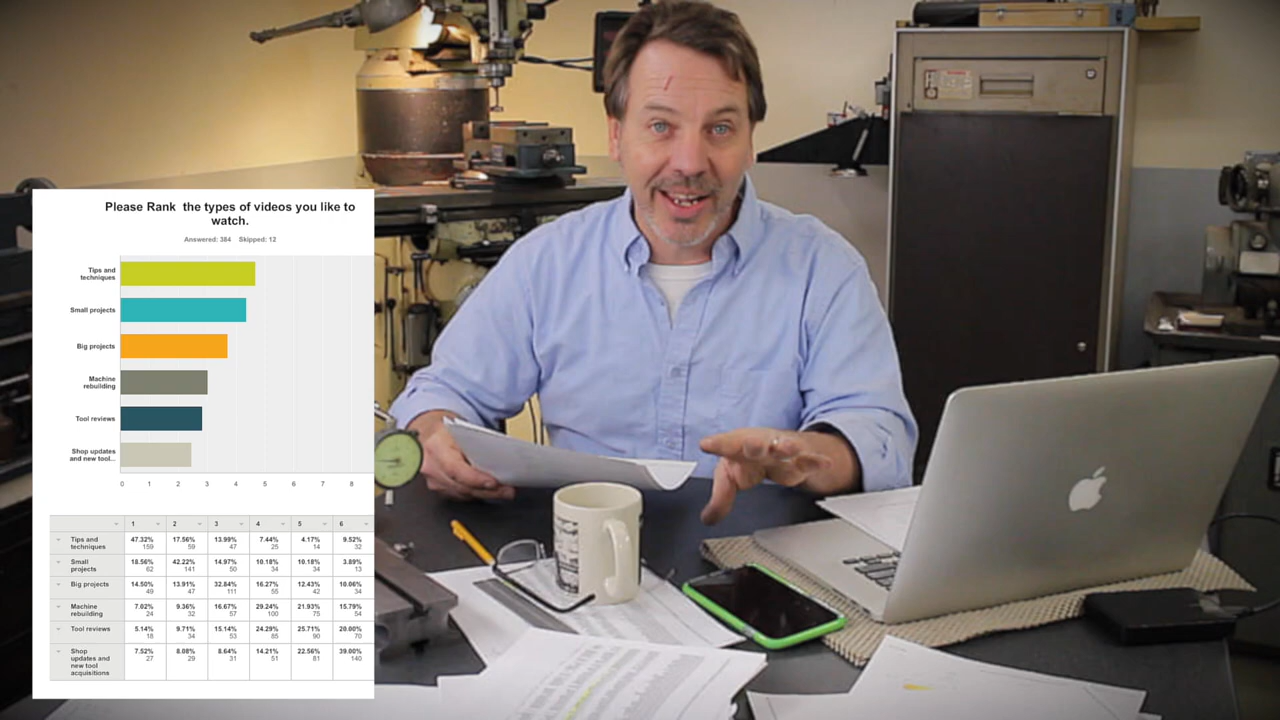 Please Rank  the types of videos you like to
watch.
Answered: 384    Skipped: 12
Tips and
techniques
Small projects
Big projects
Machine
rebuilding
Tool reviews
Shop updates
and new tool...
0 1 2 3 4 5 6 7 8
1 2 3 4 5 6
Tips and
techniques
47.32% 17.56% 13.99% 7.44% 4.17% 9.52%
159 59 47 25 14 32
Small
projects
18.56% 42.22% 14.97% 10.18% 10.18% 3.89%
62 141 50 34 34 13
Big projects
14.50% 13.91% 32.84% 16.27% 12.43% 10.06%
49 47 111 55 42 34
Machine
rebuilding
7.02% 9.36% 16.67% 29.24% 21.93% 15.79%
24 32 57 100 75 54
Tool reviews
5.14% 9.71% 15.14% 24.29% 25.71% 20.00%
18 34 53 85 90 70
Shop
updates and
new tool
acquisitions
7.52% 8.08% 8.64% 14.21% 22.56% 39.00%
27 29 31 51 81 140